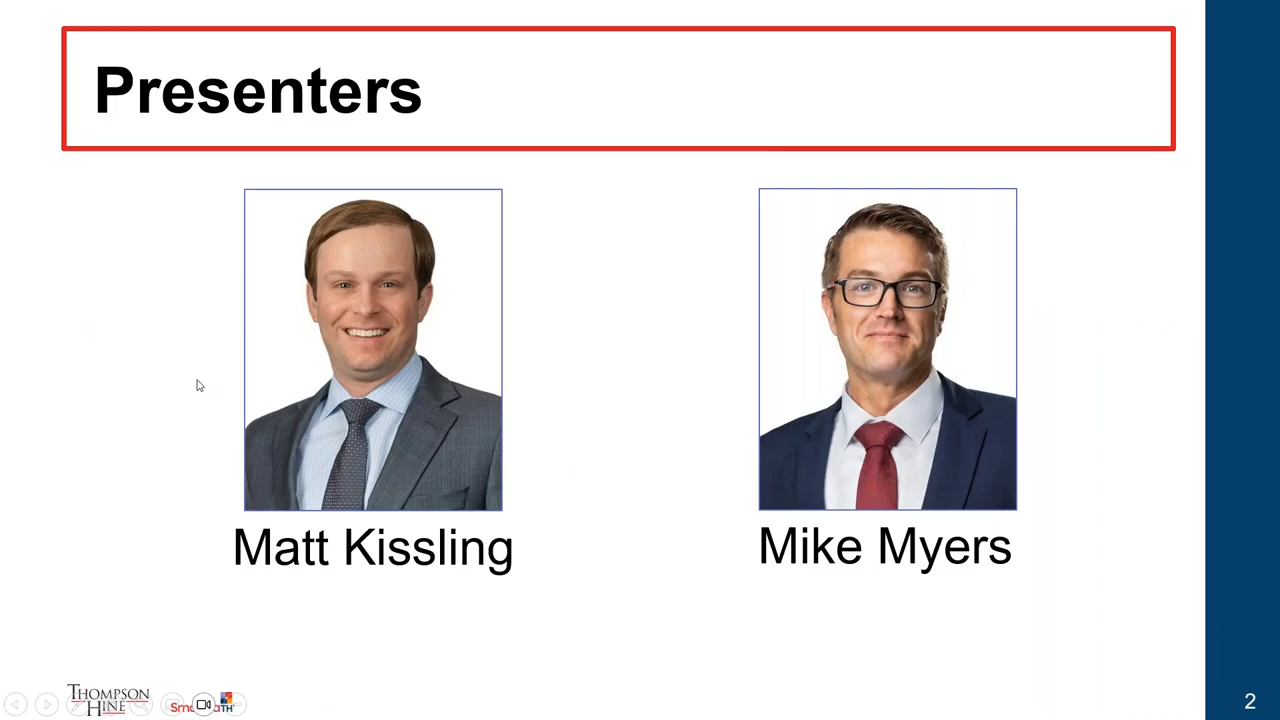 Presenters
Matt Kissling
Mike Myers
THOMPSON
HINE
2